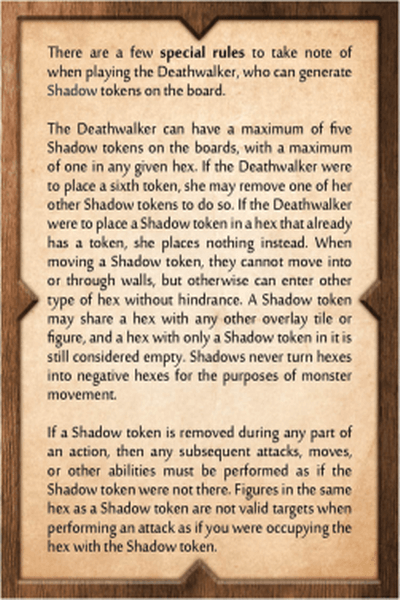 There are a few special rules to take note of
when playing the Deathwalker, who can generate
Shadow tokens on the board.
The Deathwalker can have a maximum of five
Shadow tokens on the boards, with a maximum
of one in any given hex. If the Deathwalker were
to place a sixth token, she may remove one of her
other Shadow tokens to do so. If the Deathwalker
were to place a Shadow token in a hex that already
has a token, she places nothing instead. When
moving a Shadow token, they cannot move into
or through walls, but otherwise can enter other
type of hex without hindrance. A Shadow token
may share a hex with any other overlay tile or
figure, and a hex with only a Shadow token in it is
still considered empty. Shadows never turn hexes
into negative hexes for the purposes of monster
movement.
If a Shadow token is removed during any part of
an action, then any subsequent attacks, moves,
or other abilities must be performed as if the
Shadow token were not there. Figures in the same
hex as a Shadow token are not valid targets when
performing an attack as if you were occupying the
hex with the Shadow token.